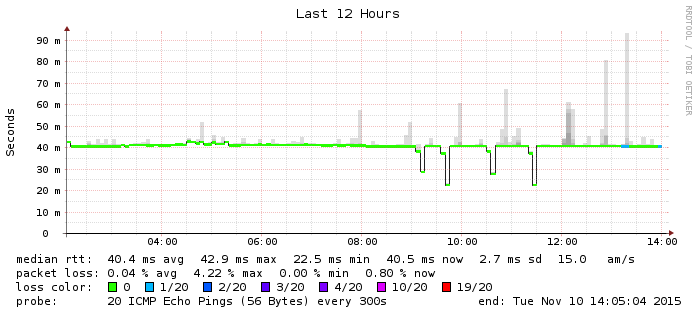 Last 12 Hours
RRDTOOL / TOBI OETIKER
Seconds
90 m
80 m
70 m
60 m
50 m
40 m
30 m
20 m
10 m
0
04:00 06:00 08:00 10:00 12:00 14:00
median rtt: 40.4 ms avg 42.9 ms max 22.5 ms min 40.5 ms now 2.7 ms sd 15.0 am/s
packet loss: 0.04 % avg 4.22 % max 0.00 % min 0.80 % now
loss color: 0 1/20 2/20 3/20 4/20 10/20 19/20
probe: 20 ICMP Echo Pings (56 Bytes) every 300s end: Tue Nov 10 14:05:04 2015